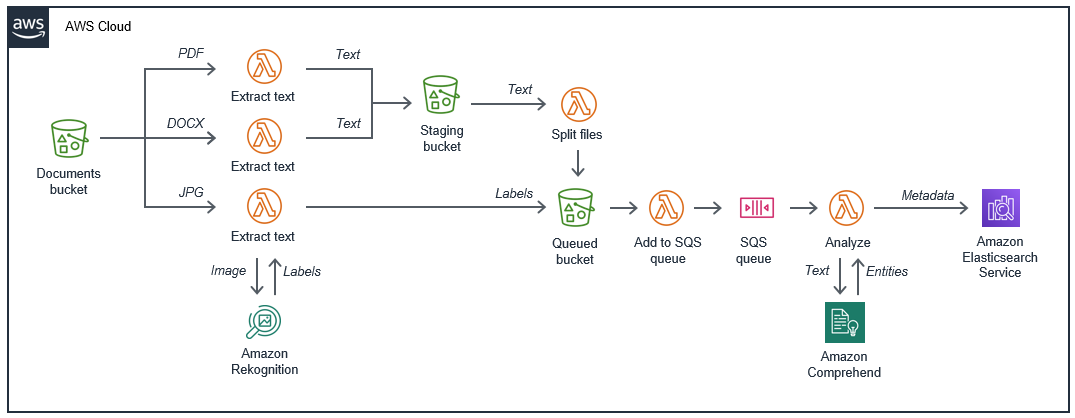 aws
AWS Cloud
PDF
Extract text
Text
DOCX
Extract text
Text
JPG
Extract text
Documents
bucket
Staging
bucket
Text
Split files
Labels
Queued
bucket
Add to SQS
queue
SQS
queue
Analyze
Metadata
Amazon
Elasticsearch
Service
Image
Labels
Amazon
Rekognition
Text
Entities
Amazon
Comprehend